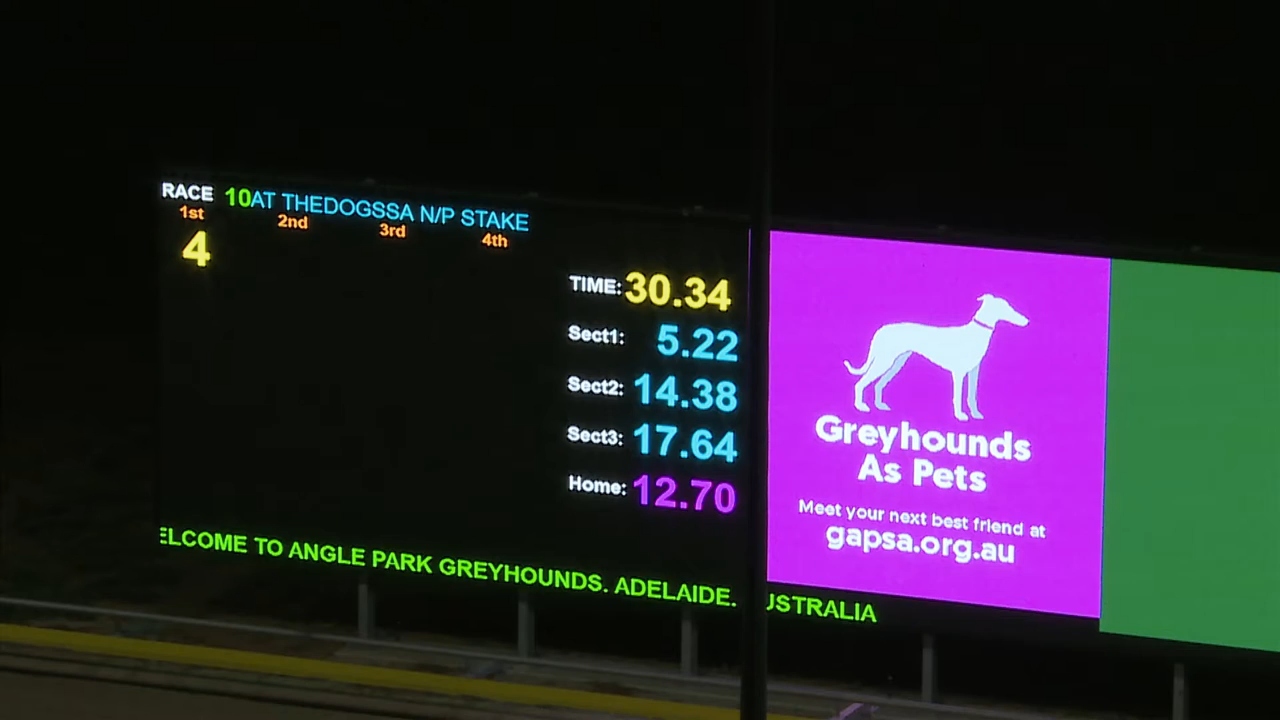 RACE 10AT THEDOGSSA N/P STAKE
1st 2nd 3rd 4th
4
TIME: 30.34
Sect1: 5.22
Sect2: 14.38
Sect3: 17.64
Home: 12.70
ELCOME TO ANGLE PARK GREYHOUNDS. ADELAIDE. USTRALIA
Greyhounds
As Pets
Meet your next best friend at
gapsa.org.au